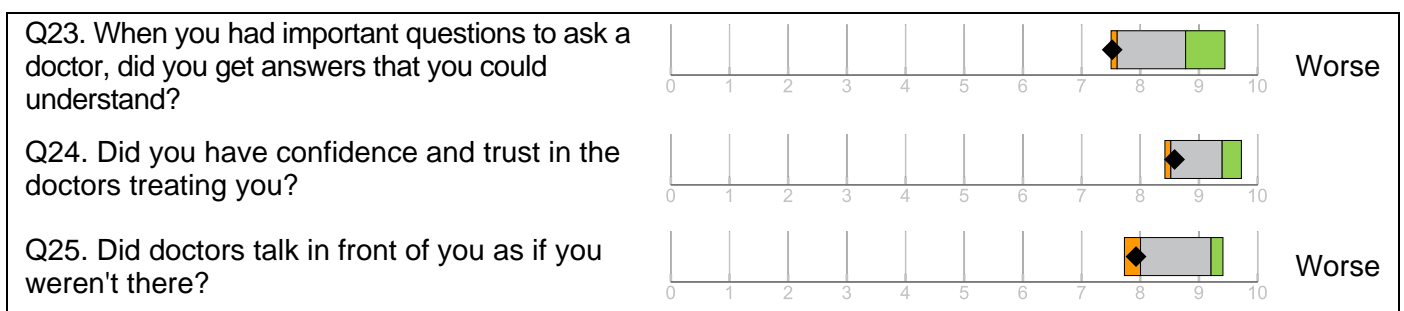 Q23. When you had important questions to ask a
doctor, did you get answers that you could
understand?
0 1 2 3 4 5 6 7 8 9 10
Worse
Q24. Did you have confidence and trust in the
doctors treating you?
0 1 2 3 4 5 6 7 8 9 10
Q25. Did doctors talk in front of you as if you
weren't there?
0 1 2 3 4 5 6 7 8 9 10
Worse